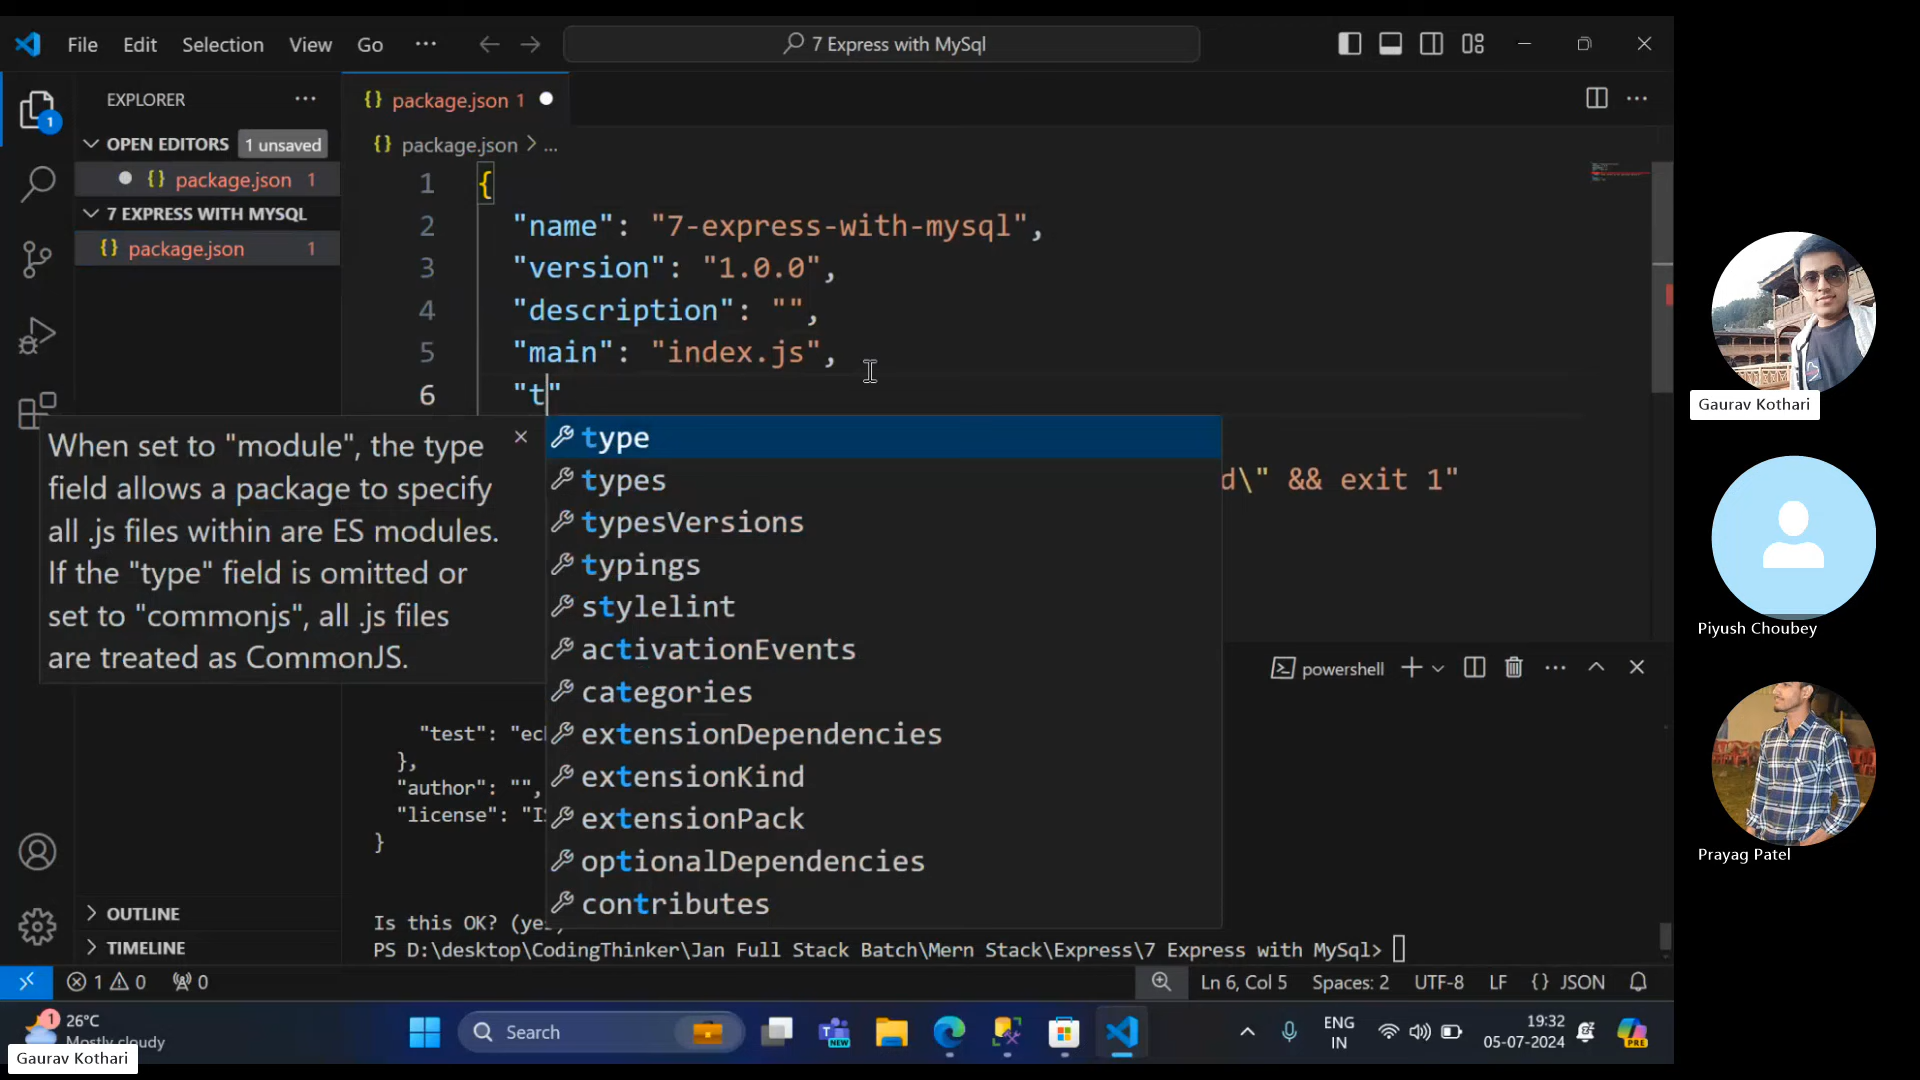 File Edit Selection View Go ···
7 Express with MySql
EXPLORER
OPEN EDITORS 1 unsaved
package.json 1
7 EXPRESS WITH MYSQL
package.json 1
OUTLINE
TIMELINE
{} package.json 1
{} package.json > ...
1 {
2 "name": "7-express-with-mysql",
3 "version": "1.0.0",
4 "description": "",
5 "main": "index.js",
6 "t"
d\" && exit 1"
When set to "module", the type
field allows a package to specify
all .js files within are ES modules.
If the "type" field is omitted or
set to "commonjs", all .js files
are treated as CommonJS.
type
types
typesVersions
typings
stylelint
activationEvents
categories
extensionDependencies
extensionKind
extensionPack
optionalDependencies
contributes
powershell
"test": "ec
},
"author": "",
"license": "I
}
Is this OK? (yes)
PS D:\desktop\CodingThinker\Jan Full Stack Batch\Mern Stack\Express\7 Express with MySql>
1 0 0 Ln 6, Col 5 Spaces: 2 UTF-8 LF {} JSON
1 26°C
Mostly cloudy
Search
NEW
ENG
IN
19:32
05-07-2024
PRE
Gaurav Kothari
Gaurav Kothari
Piyush Choubey
Prayag Patel